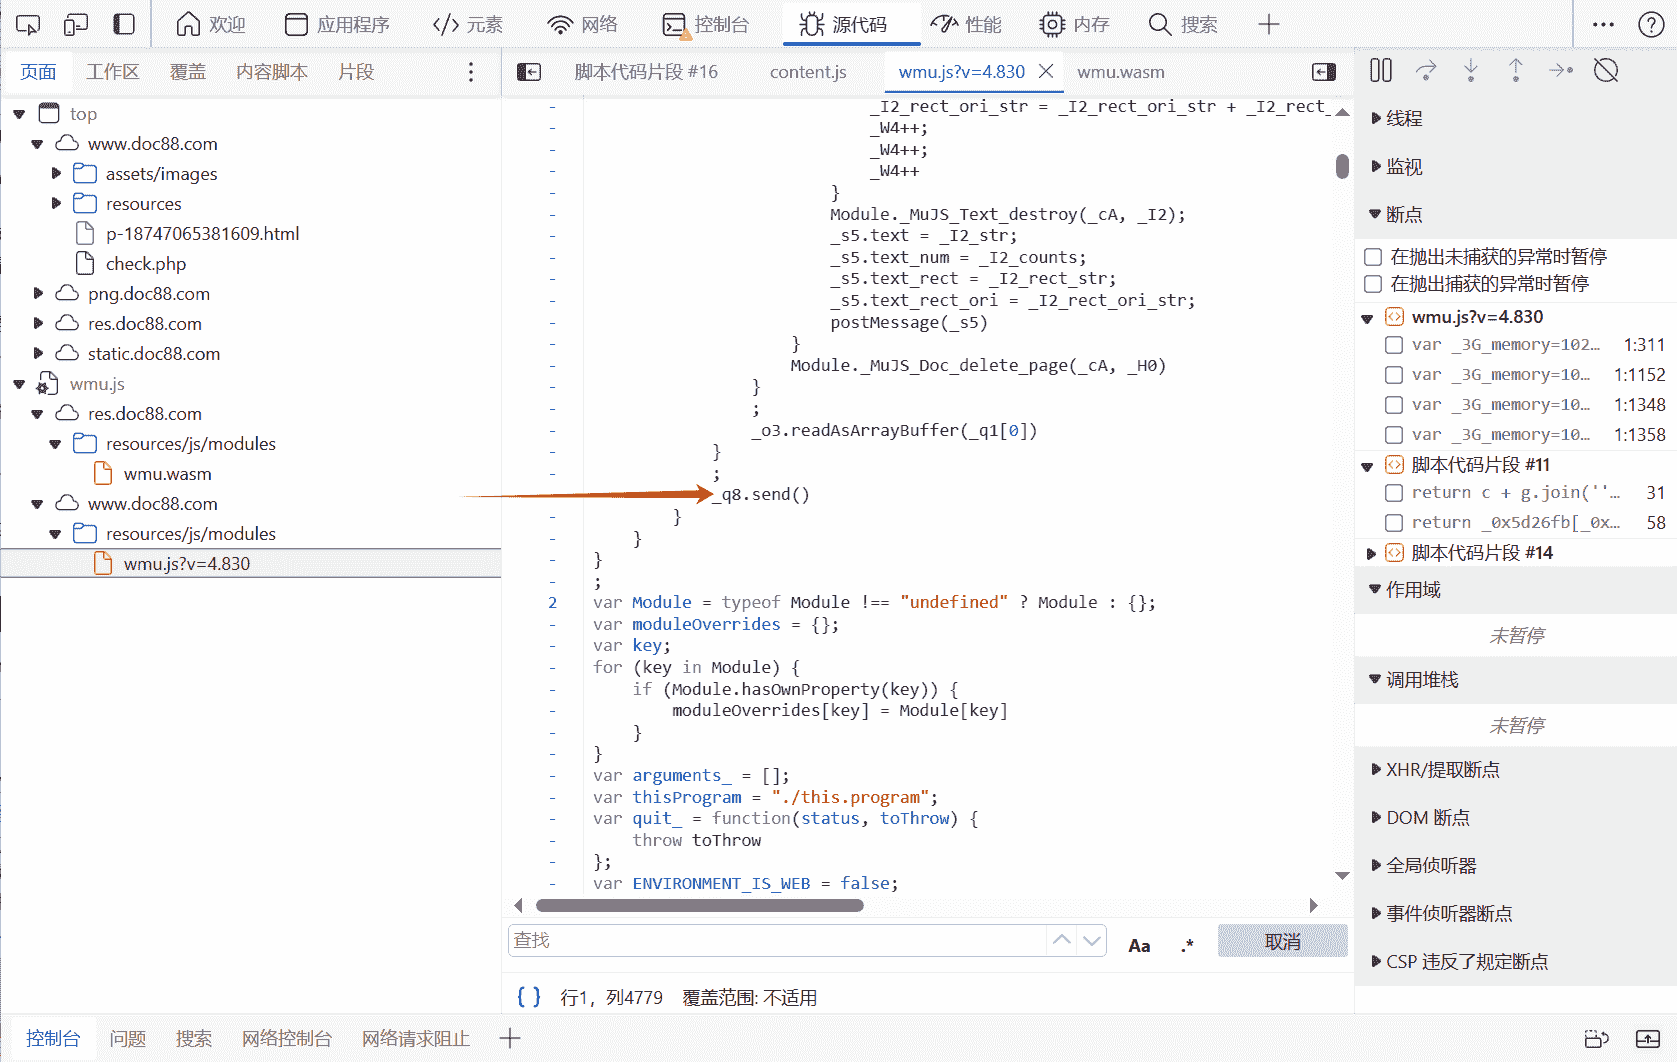 欢迎 应用程序 元素 网络 控制台 源代码 性能 内存 搜索
页面 工作区 覆盖 内容脚本 片段
脚本代码片段 #16 content.js wmu.js?v=4.830 wmu.wasm
top
www.doc88.com
assets/images
resources
p-18747065381609.html
check.php
png.doc88.com
res.doc88.com
static.doc88.com
wmu.js
res.doc88.com
resources/js/modules
wmu.wasm
www.doc88.com
resources/js/modules
wmu.js?v=4.830
_I2_rect_ori_str = _I2_rect_ori_str + _I2_rect_
_W4++;
_W4++;
_W4++
}
Module._MuJS_Text_destroy(_cA, _I2);
_s5.text = _I2_str;
_s5.text_num = _I2_counts;
_s5.text_rect = _I2_rect_str;
_s5.text_rect_ori = _I2_rect_ori_str;
postMessage(_s5)
}
Module._MuJS_Doc_delete_page(_cA, _H0)
}
;
_o3.readAsArrayBuffer(_q1[0])
}
;
_q8.send()
}
}
}
;
2 var Module = typeof Module !== "undefined" ? Module : {};
var moduleOverrides = {};
var key;
for (key in Module) {
if (Module.hasOwnProperty(key)) {
moduleOverrides[key] = Module[key]
}
}
var arguments_ = [];
var thisProgram = "./this.program";
var quit_ = function(status, toThrow) {
throw toThrow
};
var ENVIRONMENT_IS_WEB = false;
查找 Aa .* 取消
{ } 行1，列4779 覆盖范围: 不适用
线程
监视
断点
在抛出未捕获的异常时暂停
在抛出捕获的异常时暂停
wmu.js?v=4.830
var _3G_memory=102… 1:311
var _3G_memory=10… 1:1152
var _3G_memory=10… 1:1348
var _3G_memory=10… 1:1358
脚本代码片段 #11
return c + g.join(''… 31
return _0x5d26fb[_0x… 58
脚本代码片段 #14
作用域
未暂停
调用堆栈
未暂停
XHR/提取断点
DOM 断点
全局侦听器
事件侦听器断点
CSP 违反了规定断点
控制台 问题 搜索 网络控制台 网络请求阻止